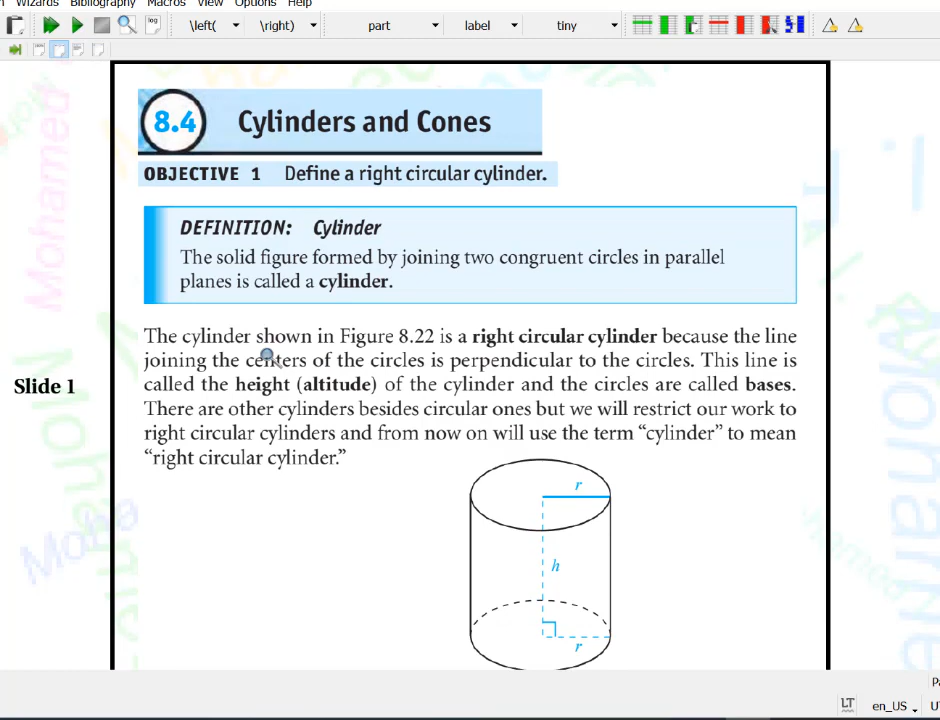 Wizards Bibliography Macros View Options Help
log \left( \right) part label tiny
8.4 Cylinders and Cones
OBJECTIVE 1 Define a right circular cylinder.
DEFINITION: Cylinder
The solid figure formed by joining two congruent circles in parallel
planes is called a cylinder.
The cylinder shown in Figure 8.22 is a right circular cylinder because the line
joining the centers of the circles is perpendicular to the circles. This line is
called the height (altitude) of the cylinder and the circles are called bases.
Slide 1
There are other cylinders besides circular ones but we will restrict our work to
right circular cylinders and from now on will use the term “cylinder” to mean
“right circular cylinder.”
r
h
r
Mohamed
LT en_US